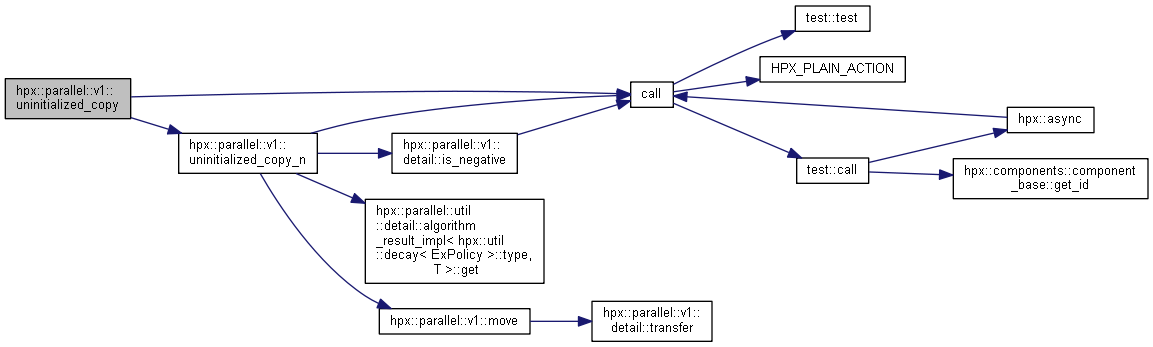 test::test
HPX_PLAIN_ACTION
hpx::parallel::v1::
uninitialized_copy
call
hpx::async
hpx::parallel::v1::
uninitialized_copy_n
hpx::parallel::v1::
detail::is_negative
test::call
hpx::components::component
_base::get_id
hpx::parallel::util
::detail::algorithm
_result_impl< hpx::util
::decay< ExPolicy >::type,
T >::get
hpx::parallel::v1::move
hpx::parallel::v1::
detail::transfer